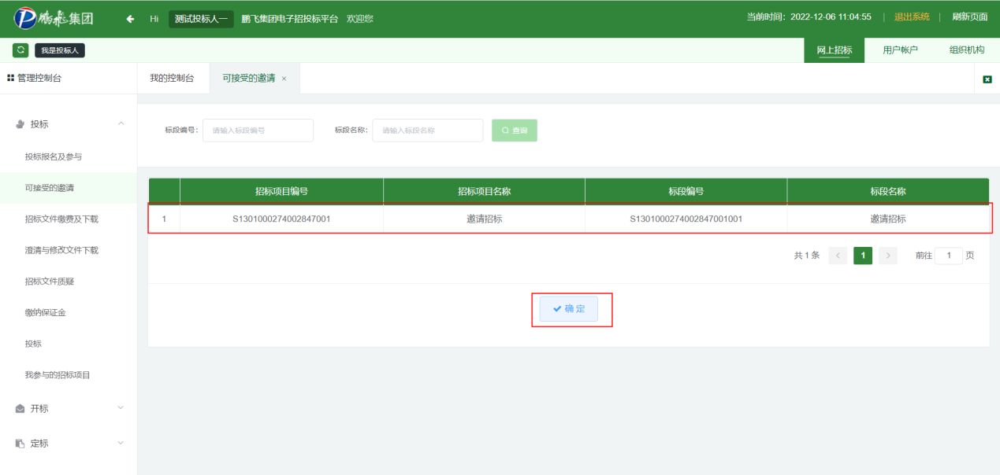 鹏飞集团
Hi 测试投标人一 鹏飞集团电子招投标平台 欢迎您
当前时间：2022-12-06 11:04:55 | 退出系统 | 刷新页面
我是投标人
网上招标 用户帐户 组织机构
管理控制台
我的控制台 可接受的邀请 ×
投标
投标报名及参与
可接受的邀请
招标文件缴费及下载
澄清与修改文件下载
招标文件质疑
缴纳保证金
投标
我参与的招标项目
开标
定标
标段编号： 请输入标段编号 标段名称： 请输入标段名称 查询
招标项目编号 招标项目名称 标段编号 标段名称
1 S1301000274002847001 邀请招标 S1301000274002847001001 邀请招标
共 1 条 < 1 > 前往 1 页
确 定